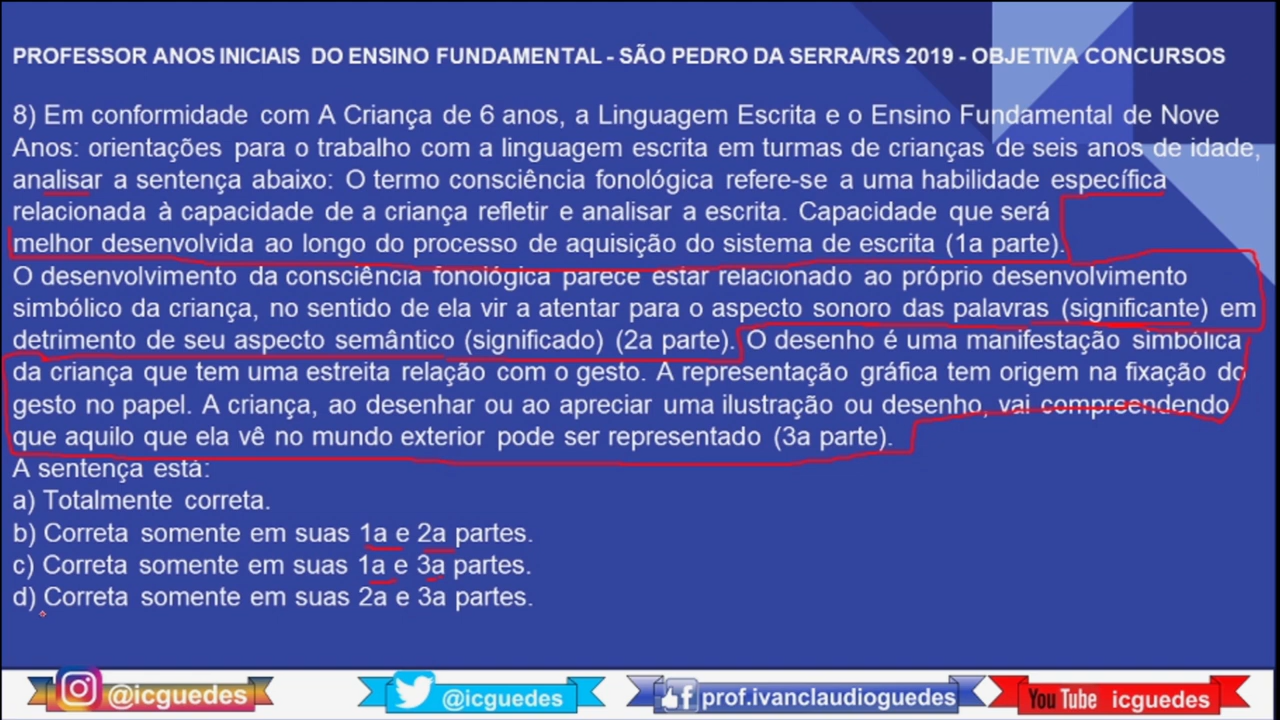 PROFESSOR ANOS INICIAIS DO ENSINO FUNDAMENTAL - SÃO PEDRO DA SERRA/RS 2019 - OBJETIVA CONCURSOS
8) Em conformidade com A Criança de 6 anos, a Linguagem Escrita e o Ensino Fundamental de Nove
Anos: orientações para o trabalho com a linguagem escrita em turmas de crianças de seis anos de idade,
analisar a sentença abaixo: O termo consciência fonológica refere-se a uma habilidade específica
relacionada à capacidade de a criança refletir e analisar a escrita. Capacidade que será
melhor desenvolvida ao longo do processo de aquisição do sistema de escrita (1a parte).
O desenvolvimento da consciência fonológica parece estar relacionado ao próprio desenvolvimento
simbólico da criança, no sentido de ela vir a atentar para o aspecto sonoro das palavras (significante) em
detrimento de seu aspecto semântico (significado) (2a parte). O desenho é uma manifestação simbólica
da criança que tem uma estreita relação com o gesto. A representação gráfica tem origem na fixação do
gesto no papel. A criança, ao desenhar ou ao apreciar uma ilustração ou desenho, vai compreendendo
que aquilo que ela vê no mundo exterior pode ser representado (3a parte).
A sentença está:
a) Totalmente correta.
b) Correta somente em suas 1a e 2a partes.
c) Correta somente em suas 1a e 3a partes.
d) Correta somente em suas 2a e 3a partes.
@icguedes @icguedes prof.ivanclaudioguedes You Tube icguedes